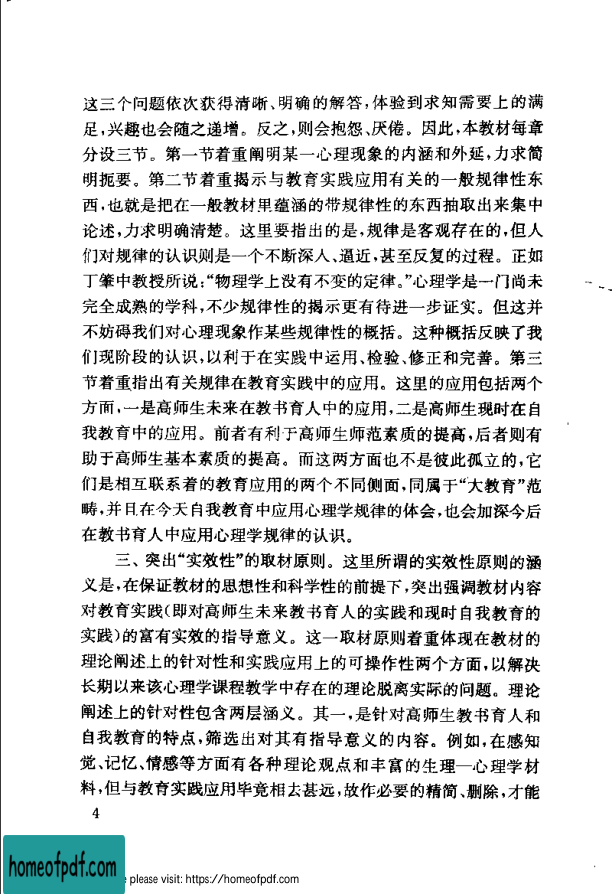 这三个问题依次获得清晰、明确的解答,体验到求知需要上的满
足,兴趣也会随之递增。反之,则会抱怨、厌倦。因此,本教材每章
分设三节。第一节着重阐明某一心理现象的内涵和外延,力求简
明扼要。第二节着重揭示与教育实践应用有关的一般规律性东
西,也就是把在一般教材里蕴涵的带规律性的东西抽取出来集中
论述,力求明确清楚。这里要指出的是,规律是客观存在的,但人
们对规律的认识则是一个不断深入、逼近,甚至反复的过程。正如
丁肇中教授所说:“物理学上没有不变的定律。”心理学是一门尚未
完全成熟的学科,不少规律性的揭示更有待进一步证实。但这并
不妨碍我们对心理现象作某些规律性的概括。这种概括反映了我
们现阶段的认识,以利于在实践中运用、检验、修正和完善。第三
节着重指出有关规律在教育实践中的应用。这里的应用包括两个
方面,一是高师生未来在教书育人中的应用,二是高师生现时在自
我教育中的应用。前者有利于高师生师范素质的提高,后者则有
助于高师生基本素质的提高。而这两方面也不是彼此孤立的,它
们是相互联系着的教育应用的两个不同侧面,同属于“大教育”范
畴,并且在今天自我教育中应用心理学规律的体会,也会加深今后
在教书育人中应用心理学规律的认识。
三、突出“实效性”的取材原则。这里所谓的实效性原则的涵
义是,在保证教材的思想性和科学性的前提下,突出强调教材内容
对教育实践(即对高师生未来教书育人的实践和现时自我教育的
实践)的富有实效的指导意义。这一取材原则着重体现在教材的
理论阐述上的针对性和实践应用上的可操作性两个方面,以解决
长期以来该心理学课程教学中存在的理论脱离实际的问题。理论
阐述上的针对性包含两层涵义。其一,是针对高师生教书育人和
自我教育的特点,筛选出对其有指导意义的内容。例如,在感知
觉、记忆、情感等方面有各种理论观点和丰富的生理—心理学材
料,但与教育实践应用毕竟相去甚远,故作必要的精简、删除,才能
4
homeofpdf.com
e please visit: https://homeofpdf.com